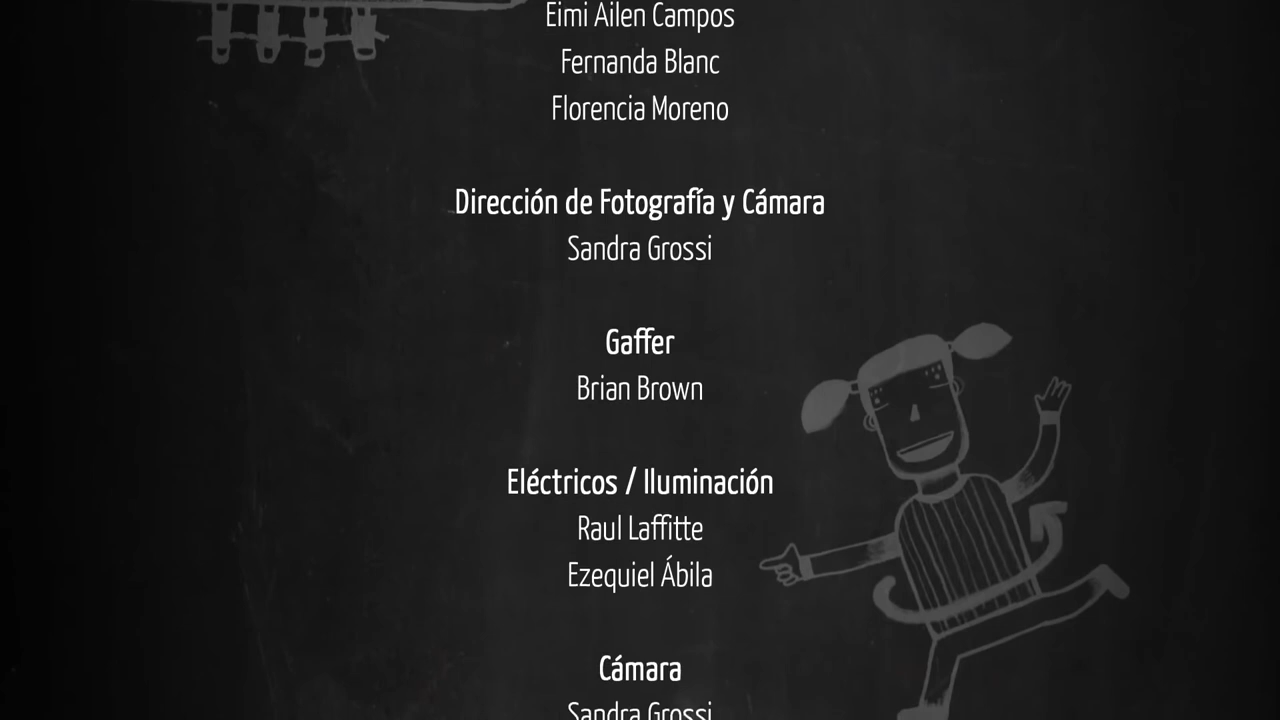 Eimi Ailen Campos
Fernanda Blanc
Florencia Moreno
Dirección de Fotografía y Cámara
Sandra Grossi
Gaffer
Brian Brown
Eléctricos / Iluminación
Raul Laffitte
Ezequiel Ábila
Cámara
Sandra Grossi